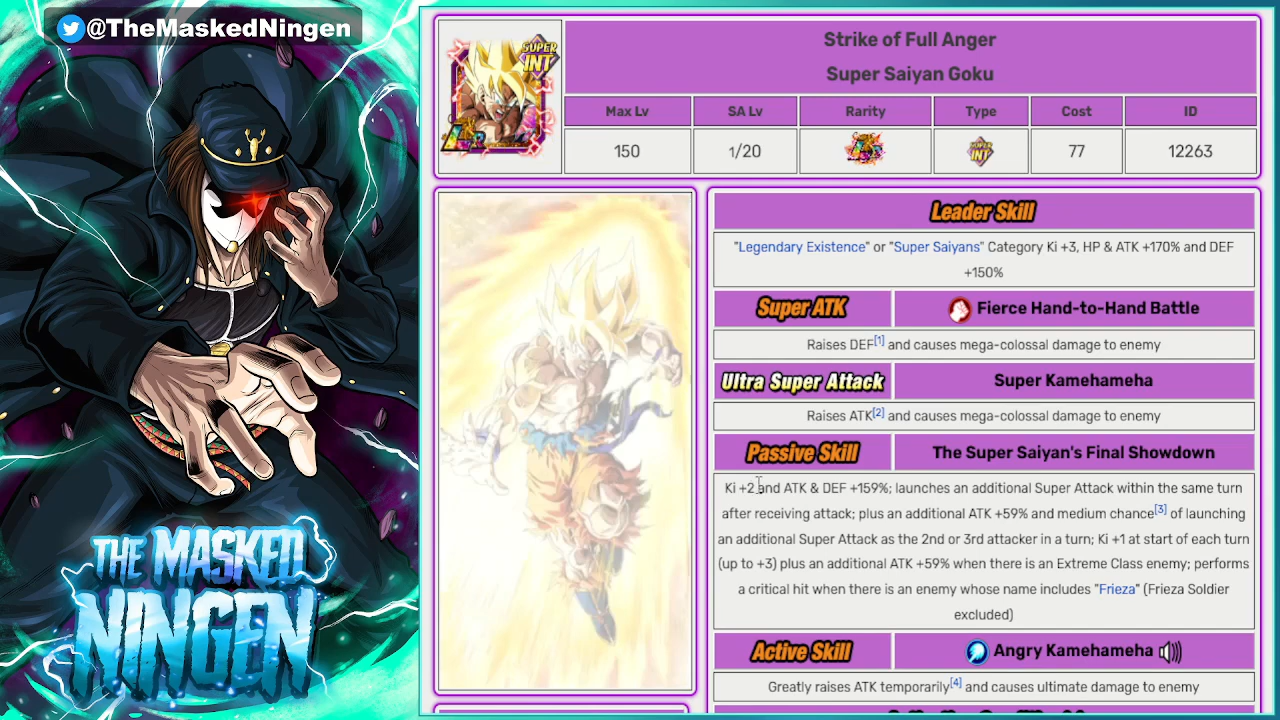 @TheMaskedNingen
THE MASKED
NINGEN
SUPER
INT
LR
Strike of Full Anger
Super Saiyan Goku
Max Lv
SA Lv
Rarity
Type
Cost
ID
150
1/20
LR
SUPER
INT
77
12263
Leader Skill
"Legendary Existence" or "Super Saiyans" Category Ki +3, HP & ATK +170% and DEF
+150%
Super ATK
Fierce Hand-to-Hand Battle
Raises DEF[1] and causes mega-colossal damage to enemy
Ultra Super Attack
Super Kamehameha
Raises ATK[2] and causes mega-colossal damage to enemy
Passive Skill
The Super Saiyan's Final Showdown
Ki +2 and ATK & DEF +159%; launches an additional Super Attack within the same turn
after receiving attack; plus an additional ATK +59% and medium chance[3] of launching
an additional Super Attack as the 2nd or 3rd attacker in a turn; Ki +1 at start of each turn
(up to +3) plus an additional ATK +59% when there is an Extreme Class enemy; performs
a critical hit when there is an enemy whose name includes "Frieza" (Frieza Soldier
excluded)
Active Skill
Angry Kamehameha
Greatly raises ATK temporarily[4] and causes ultimate damage to enemy